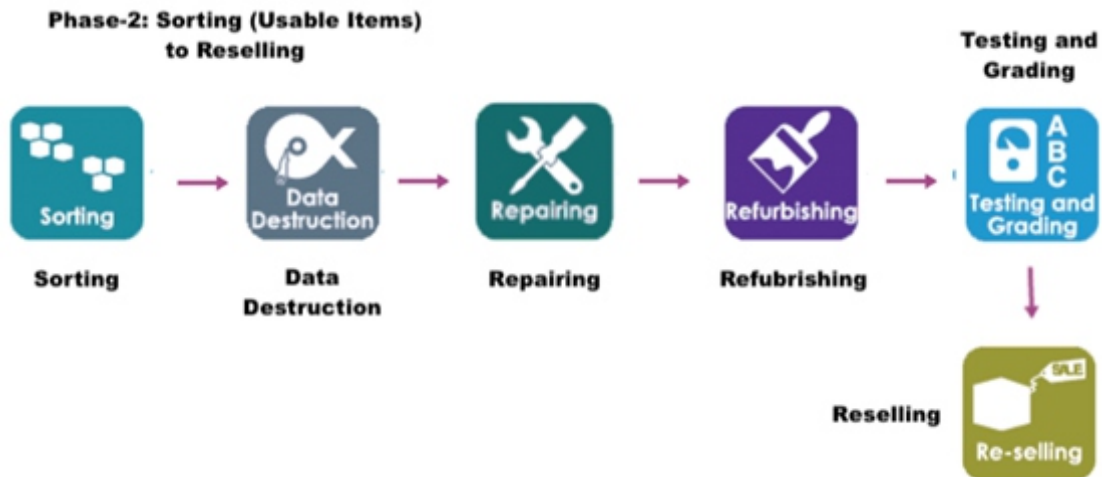 Phase-2: Sorting (Usable Items)
to Reselling
Testing and
Grading
Sorting
Data
Destruction
Repairing
Refurbishing
A
B
C
Testing and
Grading
Sorting
Data
Destruction
Repairing
Refubrishing
SALE
Reselling
Re-selling